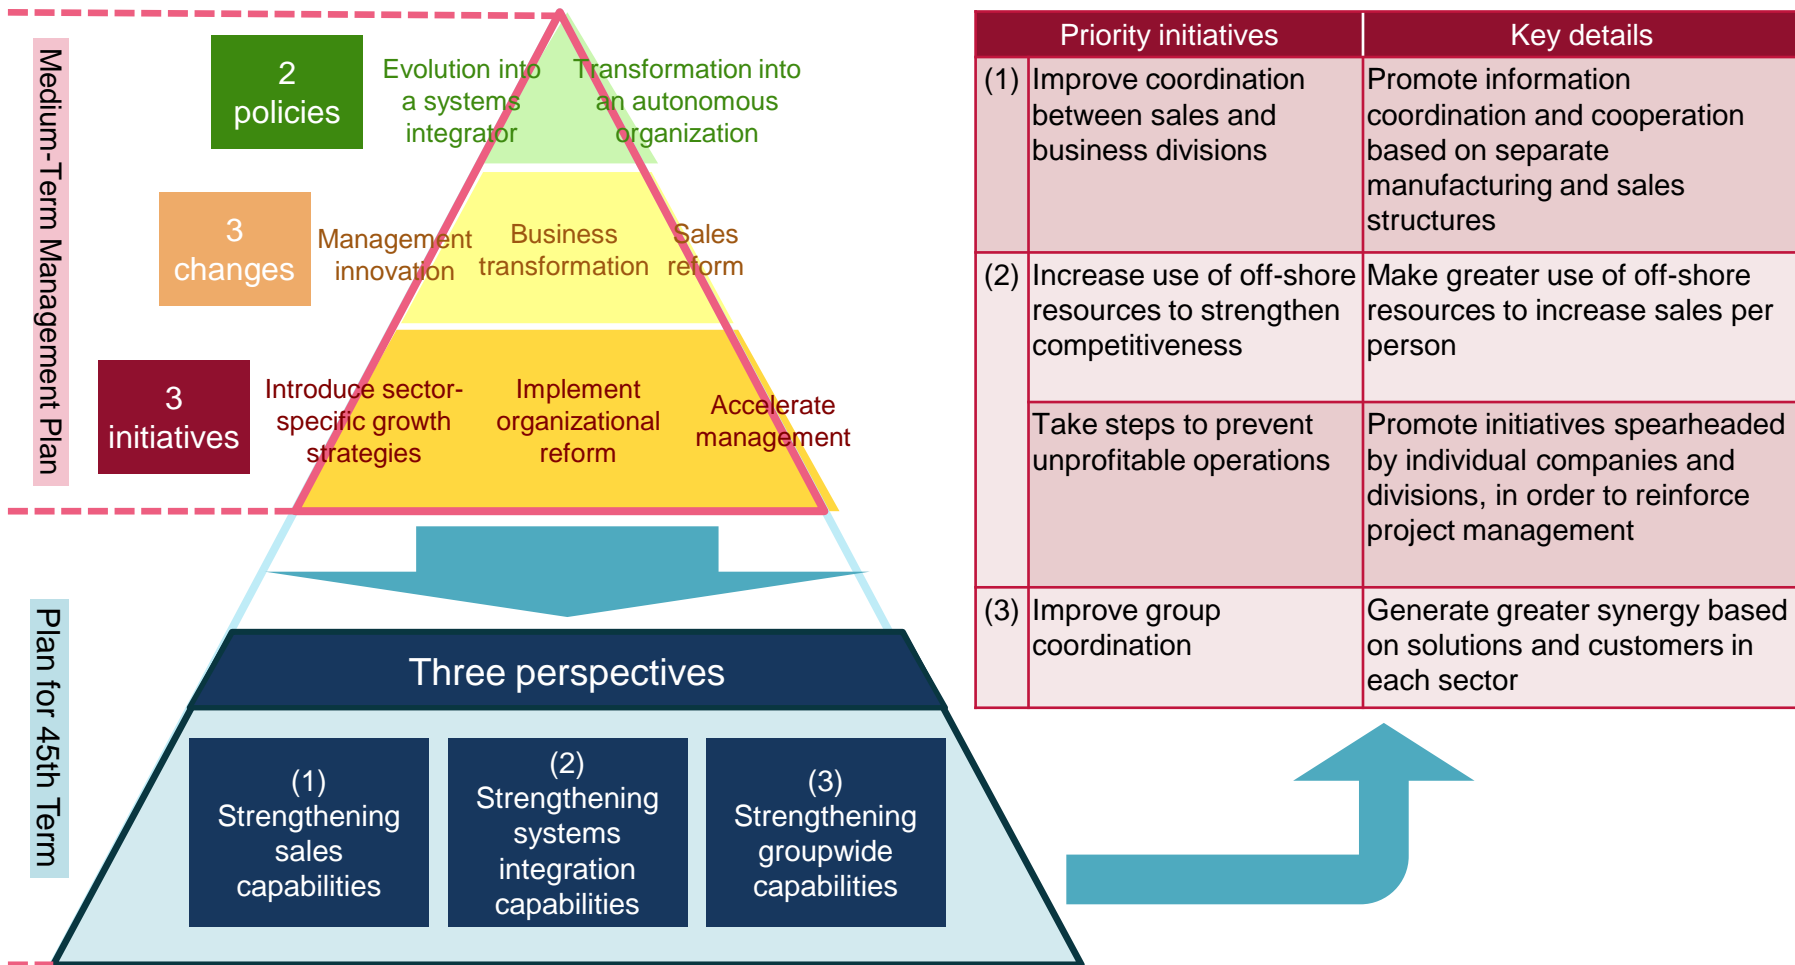 Medium-Term Management Plan
2
policies
Evolution into
a systems
integrator
Transformation into
an autonomous
organization
3
changes
Management
innovation
Business
transformation
Sales
reform
3
initiatives
Introduce sector-
specific growth
strategies
Implement
organizational
reform
Accelerate
management
Plan for 45th Term
Three perspectives
(1)
Strengthening
sales
capabilities
(2)
Strengthening
systems
integration
capabilities
(3)
Strengthening
groupwide
capabilities
Priority initiatives
Key details
(1)
Improve coordination
between sales and
business divisions
Promote information
coordination and cooperation
based on separate
manufacturing and sales
structures
(2)
Increase use of off-shore
resources to strengthen
competitiveness
Make greater use of off-shore
resources to increase sales per
person
Take steps to prevent
unprofitable operations
Promote initiatives spearheaded
by individual companies and
divisions, in order to reinforce
project management
(3)
Improve group
coordination
Generate greater synergy based
on solutions and customers in
each sector